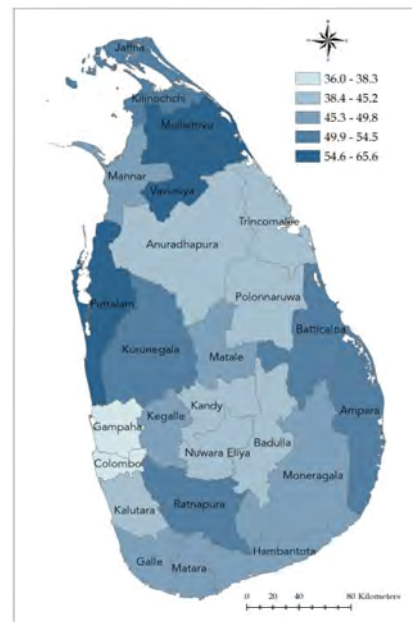 Jaffna
36.0 - 38.3
38.4 - 45.2
45.3 - 49.8
49.9 - 54.5
54.6 - 65.6
Kilinochchi
Mullaittivu
Mannar
Vavuniya
Trincomalee
Anuradhapura
Polonnaruwa
Puttalam
Batticaloa
Kurunegala
Matale
Kandy
Ampara
Kegalle
Gampaha
Badulla
Nuwara Eliya
Colombo
Moneragala
Ratnapura
Kalutara
Hambantota
Galle
Matara
0 20 40 80 Kilometers